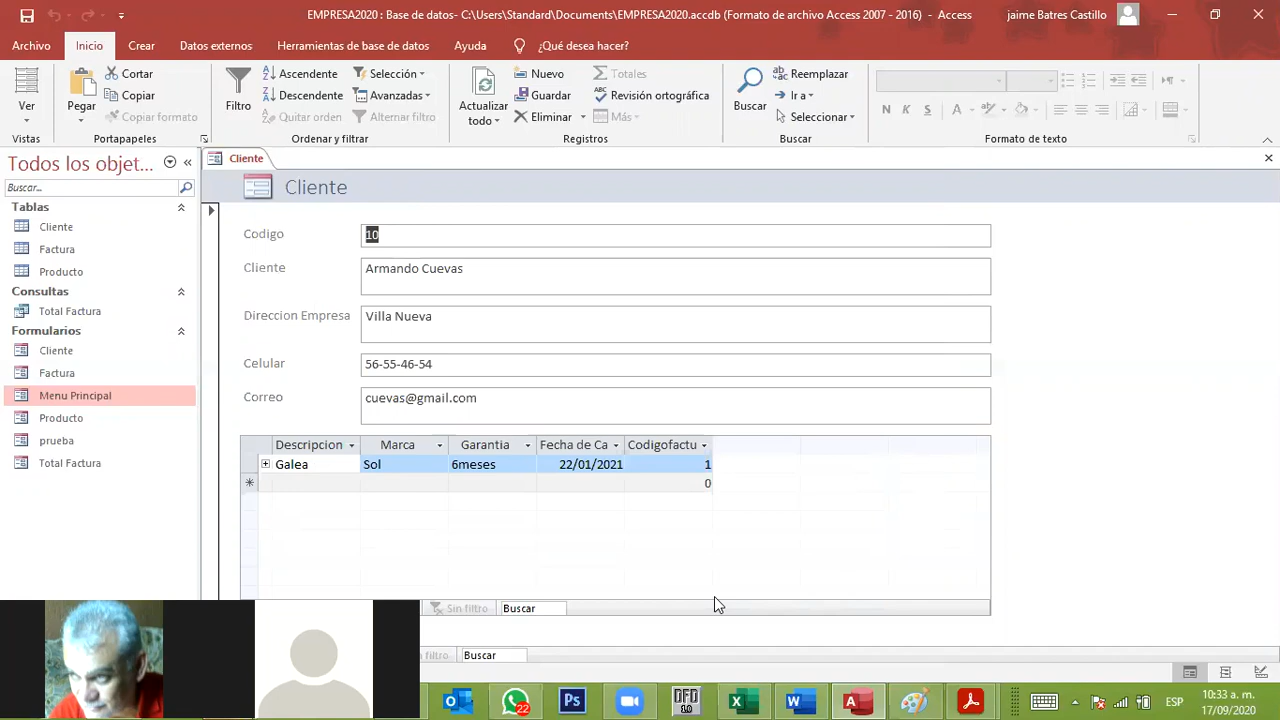 EMPRESA2020 : Base de datos- C:\Users\Standard\Documents\EMPRESA2020.accdb (Formato de archivo Access 2007 - 2016) - Access
jaime Batres Castillo
Archivo Inicio Crear Datos externos Herramientas de base de datos Ayuda ¿Qué desea hacer?
Ver
Vistas
Pegar
Cortar
Copiar
Copiar formato
Portapapeles
Filtro
Ascendente
Descendente
Quitar orden
Selección
Avanzadas
Alternar filtro
Ordenar y filtrar
Actualizar
todo
Nuevo
Guardar
Eliminar
Totales
Revisión ortográfica
Más
Registros
Buscar
Reemplazar
Ir a
Seleccionar
Buscar
N K S A
Formato de texto
Todos los objet...
Buscar...
Tablas
Cliente
Factura
Producto
Consultas
Total Factura
Formularios
Cliente
Factura
Menu Principal
Producto
prueba
Total Factura
Cliente
Cliente
Codigo 10
Cliente Armando Cuevas
Direccion Empresa Villa Nueva
Celular 56-55-46-54
Correo cuevas@gmail.com
Descripcion Marca Garantia Fecha de Ca Codigofactu
Galea Sol 6meses 22/01/2021 1
0
Sin filtro Buscar
filtro Buscar
22
Ps
ESP
10:33 a. m.
17/09/2020